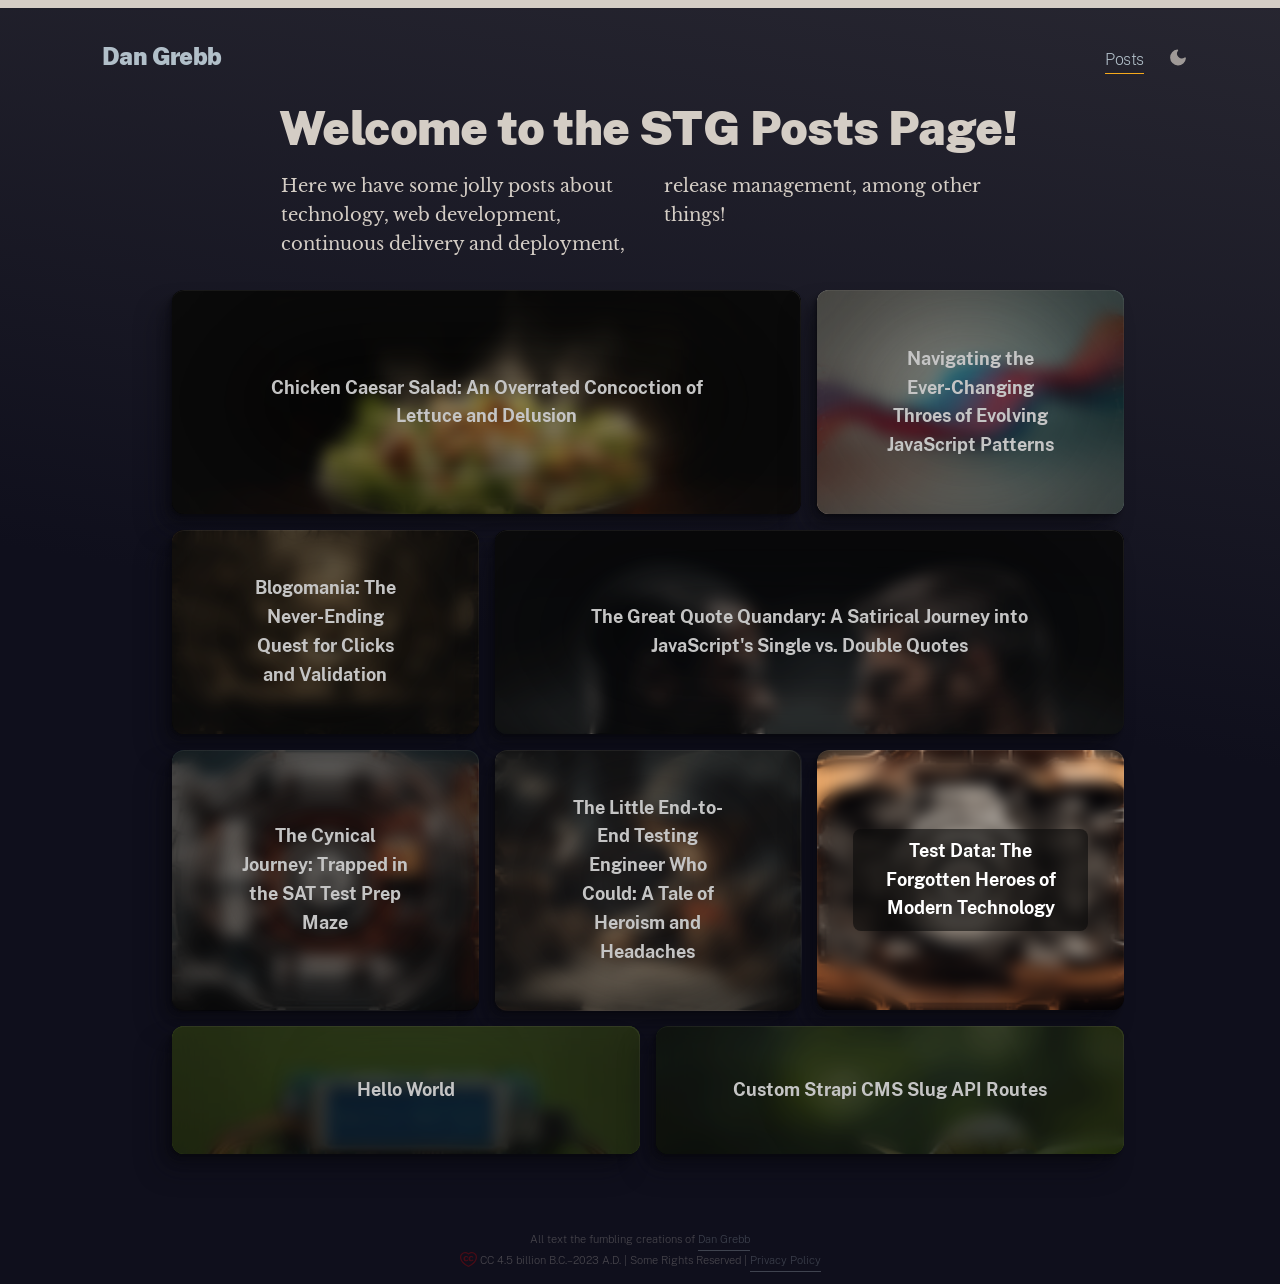 Dan Grebb
Posts
Welcome to the STG Posts Page!
Here we have some jolly posts about
technology, web development,
continuous delivery and deployment,
release management, among other
things!
Chicken Caesar Salad: An Overrated Concoction of
Lettuce and Delusion
Navigating the
Ever-Changing
Throes of Evolving
JavaScript Patterns
Blogomania: The
Never-Ending
Quest for Clicks
and Validation
The Great Quote Quandary: A Satirical Journey into
JavaScript's Single vs. Double Quotes
The Cynical
Journey: Trapped in
the SAT Test Prep
Maze
The Little End-to-
End Testing
Engineer Who
Could: A Tale of
Heroism and
Headaches
Test Data: The
Forgotten Heroes of
Modern Technology
Hello World
Custom Strapi CMS Slug API Routes
All text the fumbling creations of Dan Grebb
CC 4.5 billion B.C.–2023 A.D. | Some Rights Reserved | Privacy Policy